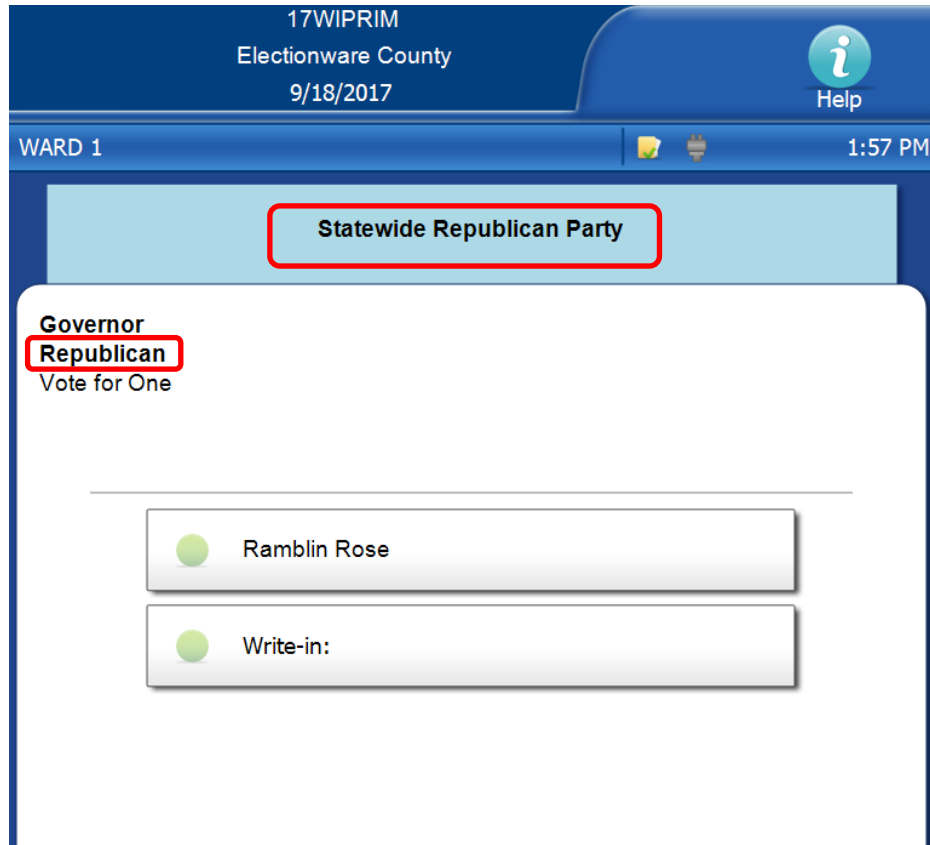 17WIPRIM
Electionware County
9/18/2017
i
Help
WARD 1
1:57 PM
Statewide Republican Party
Governor
Republican
Vote for One
Ramblin Rose
Write-in: